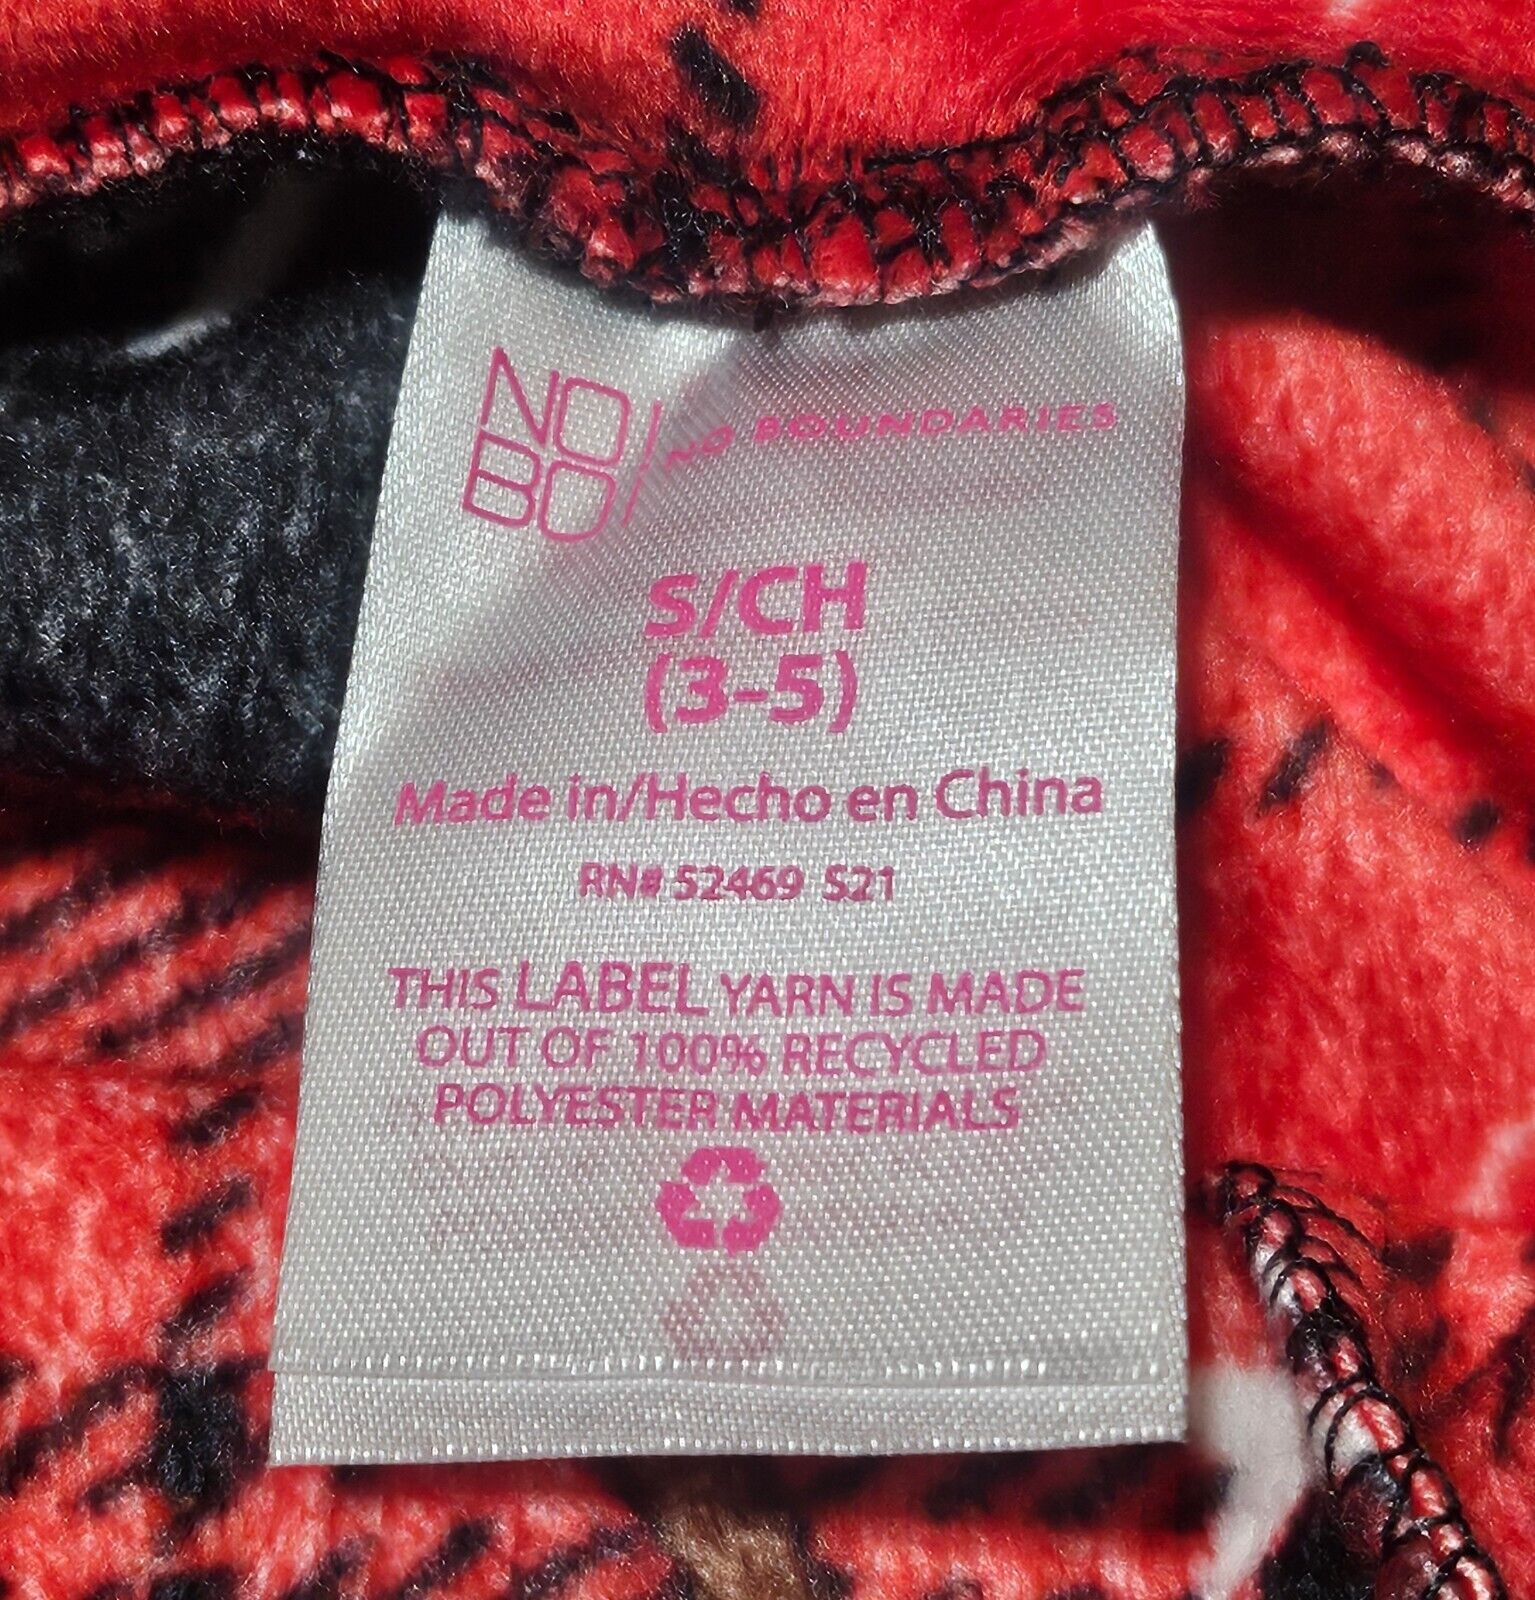 NO
BO
NO BOUNDARIES
S/CH
(3-5)
Made in/Hecho en China
RN# 52469 S21
THIS LABEL YARN IS MADE
OUT OF 100% RECYCLED
POLYESTER MATERIALS